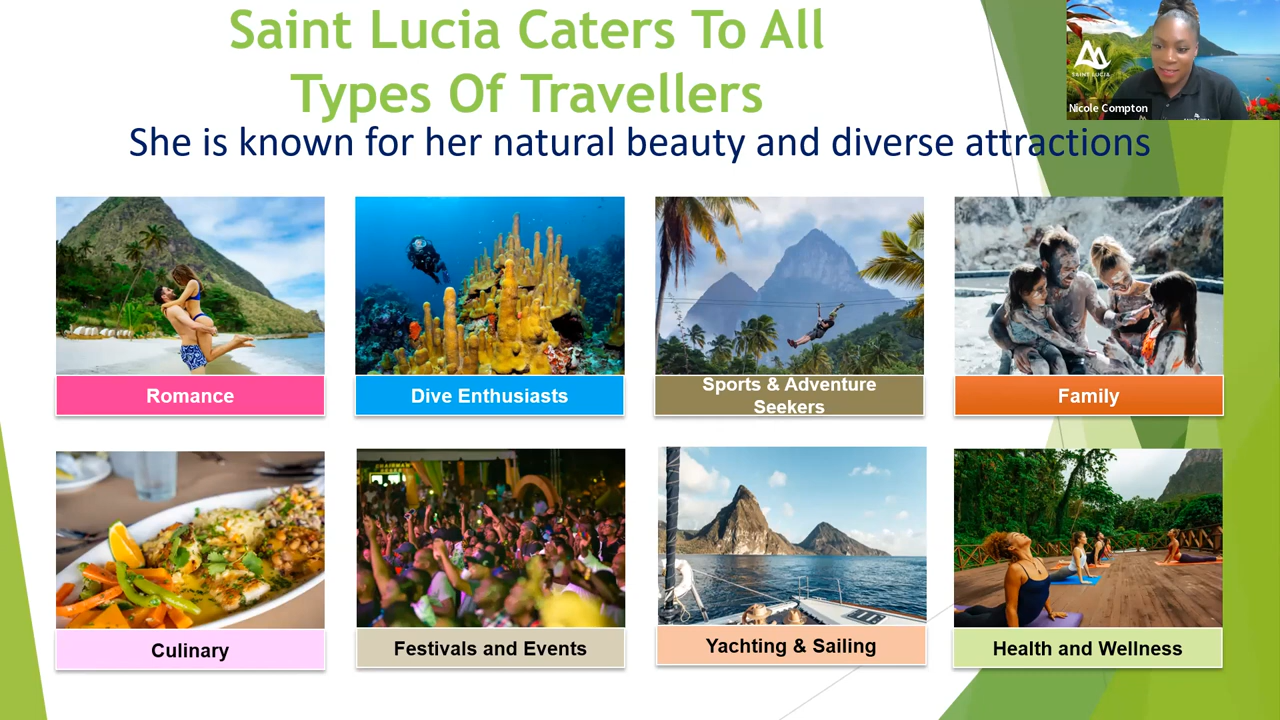 Saint Lucia Caters To All
Types Of Travellers
She is known for her natural beauty and diverse attractions
SAINT LUCIA
Nicole Compton
Romance
Dive Enthusiasts
Sports & Adventure
Seekers
Family
Culinary
Festivals and Events
Yachting & Sailing
Health and Wellness